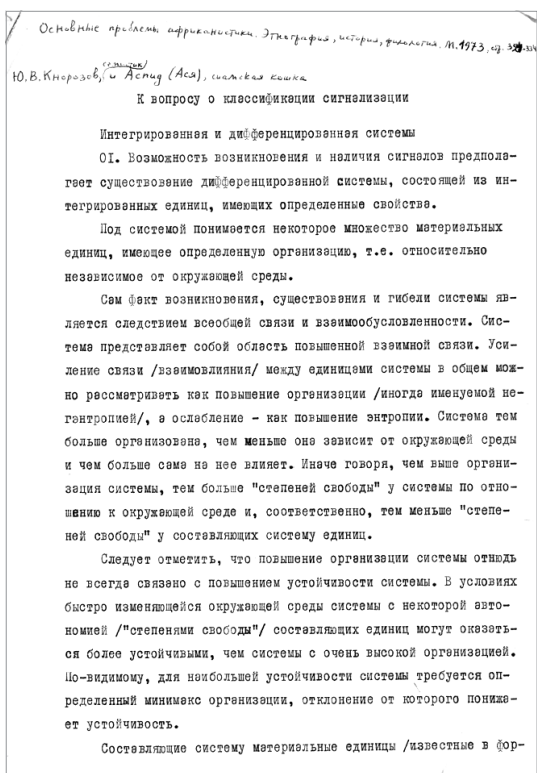 Основные проблемы африканистики. Этнография, история, филология. М. 1973, стр.
Ю.В. Кнорозов, и Аспид (Ася), сиамская кошка
К вопросу о классификации сигнализации
Интегрированная и дифференцированная системы
01. Возможность возникновения и наличия сигналов предпола-
гает существование дифференцированной системы, состоящей из ин-
тегрированных единиц, имеющих определенные свойства.
Под системой понимается некоторое множество материальных
единиц, имеющее определенную организацию, т.е. относительно
независимое от окружающей среды.
Сам факт возникновения, существования и гибели системы яв-
ляется следствием всеобщей связи и взаимообусловленности. Сис-
тема представляет собой область повышенной взаимной связи. Уси-
ление связи /взаимовлияния/ между единицами системы в общем мож-
но рассматривать как повышение организации /иногда именуемой не-
гэнтропией/, а ослабление - как повышение энтропии. Система тем
больше организована, чем меньше она зависит от окружающей среды
и чем больше сама на нее влияет. Иначе говоря, чем выше органи-
зация системы, тем больше "степеней свободы" у системы по отно-
шению к окружающей среде и, соответственно, тем меньше "степе-
ней свободы" у составляющих систему единиц.
Следует отметить, что повышение организации системы отнюдь
не всегда связано с повышением устойчивости системы. В условиях
быстро изменяющейся окружающей среды системы с некоторой авто-
номией /"степенями свободы"/ составляющих единиц могут оказать-
ся более устойчивыми, чем системы с очень высокой организацией.
По-видимому, для наибольшей устойчивости системы требуется оп-
ределенный минимакс организации, отклонение от которого понижа-
ет устойчивость.
Составляющие систему материальные единицы /известные в фор-